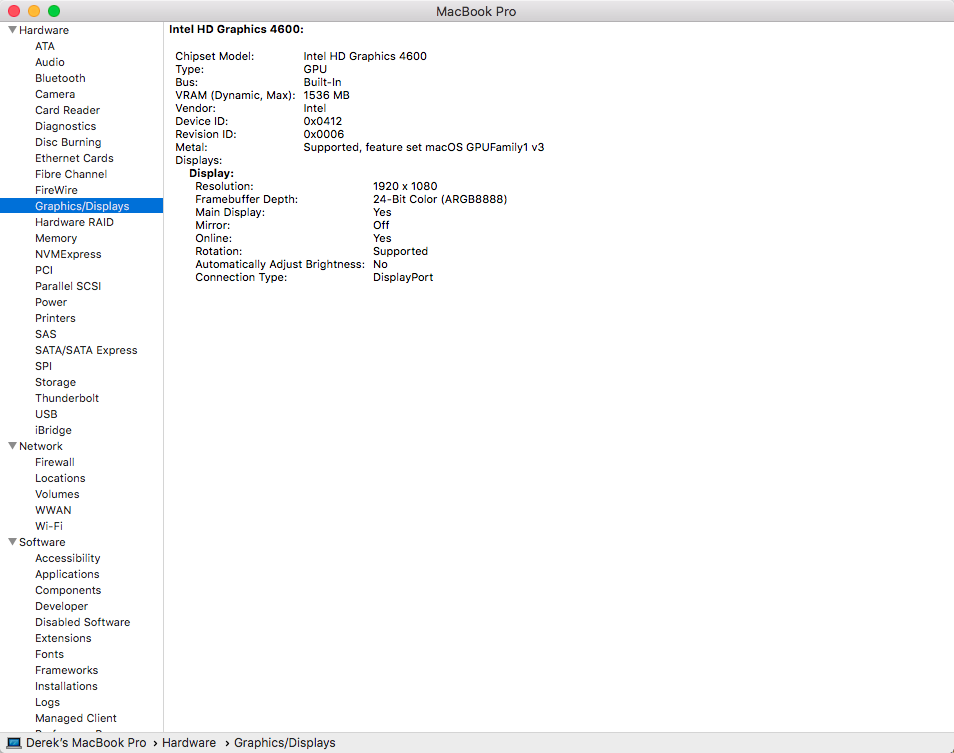 MacBook Pro
Hardware
ATA
Audio
Bluetooth
Camera
Card Reader
Diagnostics
Disc Burning
Ethernet Cards
Fibre Channel
FireWire
Graphics/Displays
Hardware RAID
Memory
NVMExpress
PCI
Parallel SCSI
Power
Printers
SAS
SATA/SATA Express
SPI
Storage
Thunderbolt
USB
iBridge
Network
Firewall
Locations
Volumes
WWAN
Wi-Fi
Software
Accessibility
Applications
Components
Developer
Disabled Software
Extensions
Fonts
Frameworks
Installations
Logs
Managed Client
Intel HD Graphics 4600:
Chipset Model: Intel HD Graphics 4600
Type: GPU
Bus: Built-In
VRAM (Dynamic, Max): 1536 MB
Vendor: Intel
Device ID: 0x0412
Revision ID: 0x0006
Metal: Supported, feature set macOS GPUFamily1 v3
Displays:
Display:
Resolution: 1920 x 1080
Framebuffer Depth: 24-Bit Color (ARGB8888)
Main Display: Yes
Mirror: Off
Online: Yes
Rotation: Supported
Automatically Adjust Brightness: No
Connection Type: DisplayPort
Derek's MacBook Pro › Hardware › Graphics/Displays